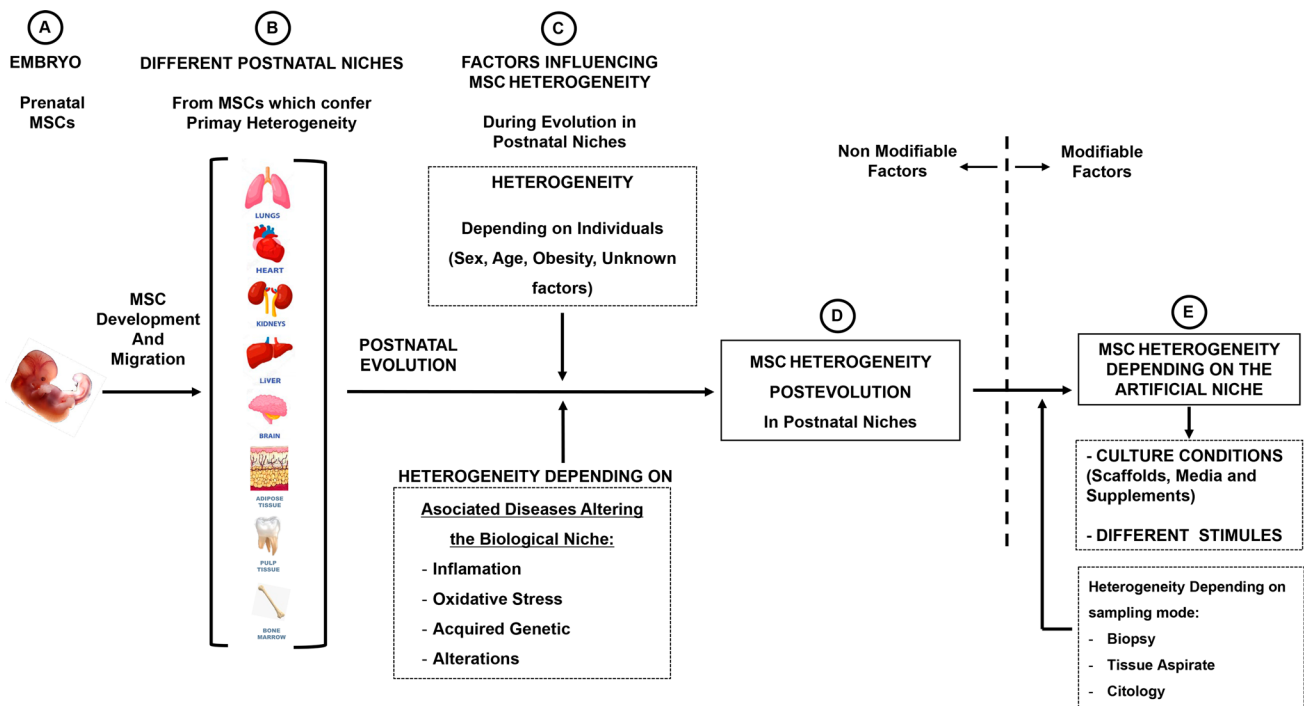 A
EMBRYO
Prenatal
MSCs
B
DIFFERENT POSTNATAL NICHES
From MSCs which confer
Primay Heterogeneity
LUNGS
HEART
KIDNEYS
LIVER
BRAIN
ADIPOSE
TISSUE
PULP
TISSUE
BONE
MARROW
MSC
Development
And
Migration
C
FACTORS INFLUENCING
MSC HETEROGENEITY
During Evolution in
Postnatal Niches
HETEROGENEITY
Depending on Individuals
(Sex, Age, Obesity, Unknown
factors)
POSTNATAL
EVOLUTION
HETEROGENEITY DEPENDING ON
Asociated Diseases Altering
the Biological Niche:
- Inflamation
- Oxidative Stress
- Acquired Genetic
- Alterations
D
MSC HETEROGENEITY
POSTEVOLUTION
In Postnatal Niches
Non Modifiable
Factors
Modifiable
Factors
E
MSC HETEROGENEITY
DEPENDING ON THE
ARTIFICIAL NICHE
- CULTURE CONDITIONS
(Scaffolds, Media and
Supplements)
- DIFFERENT STIMULES
Heterogeneity Depending on
sampling mode:
- Biopsy
- Tissue Aspirate
- Citology